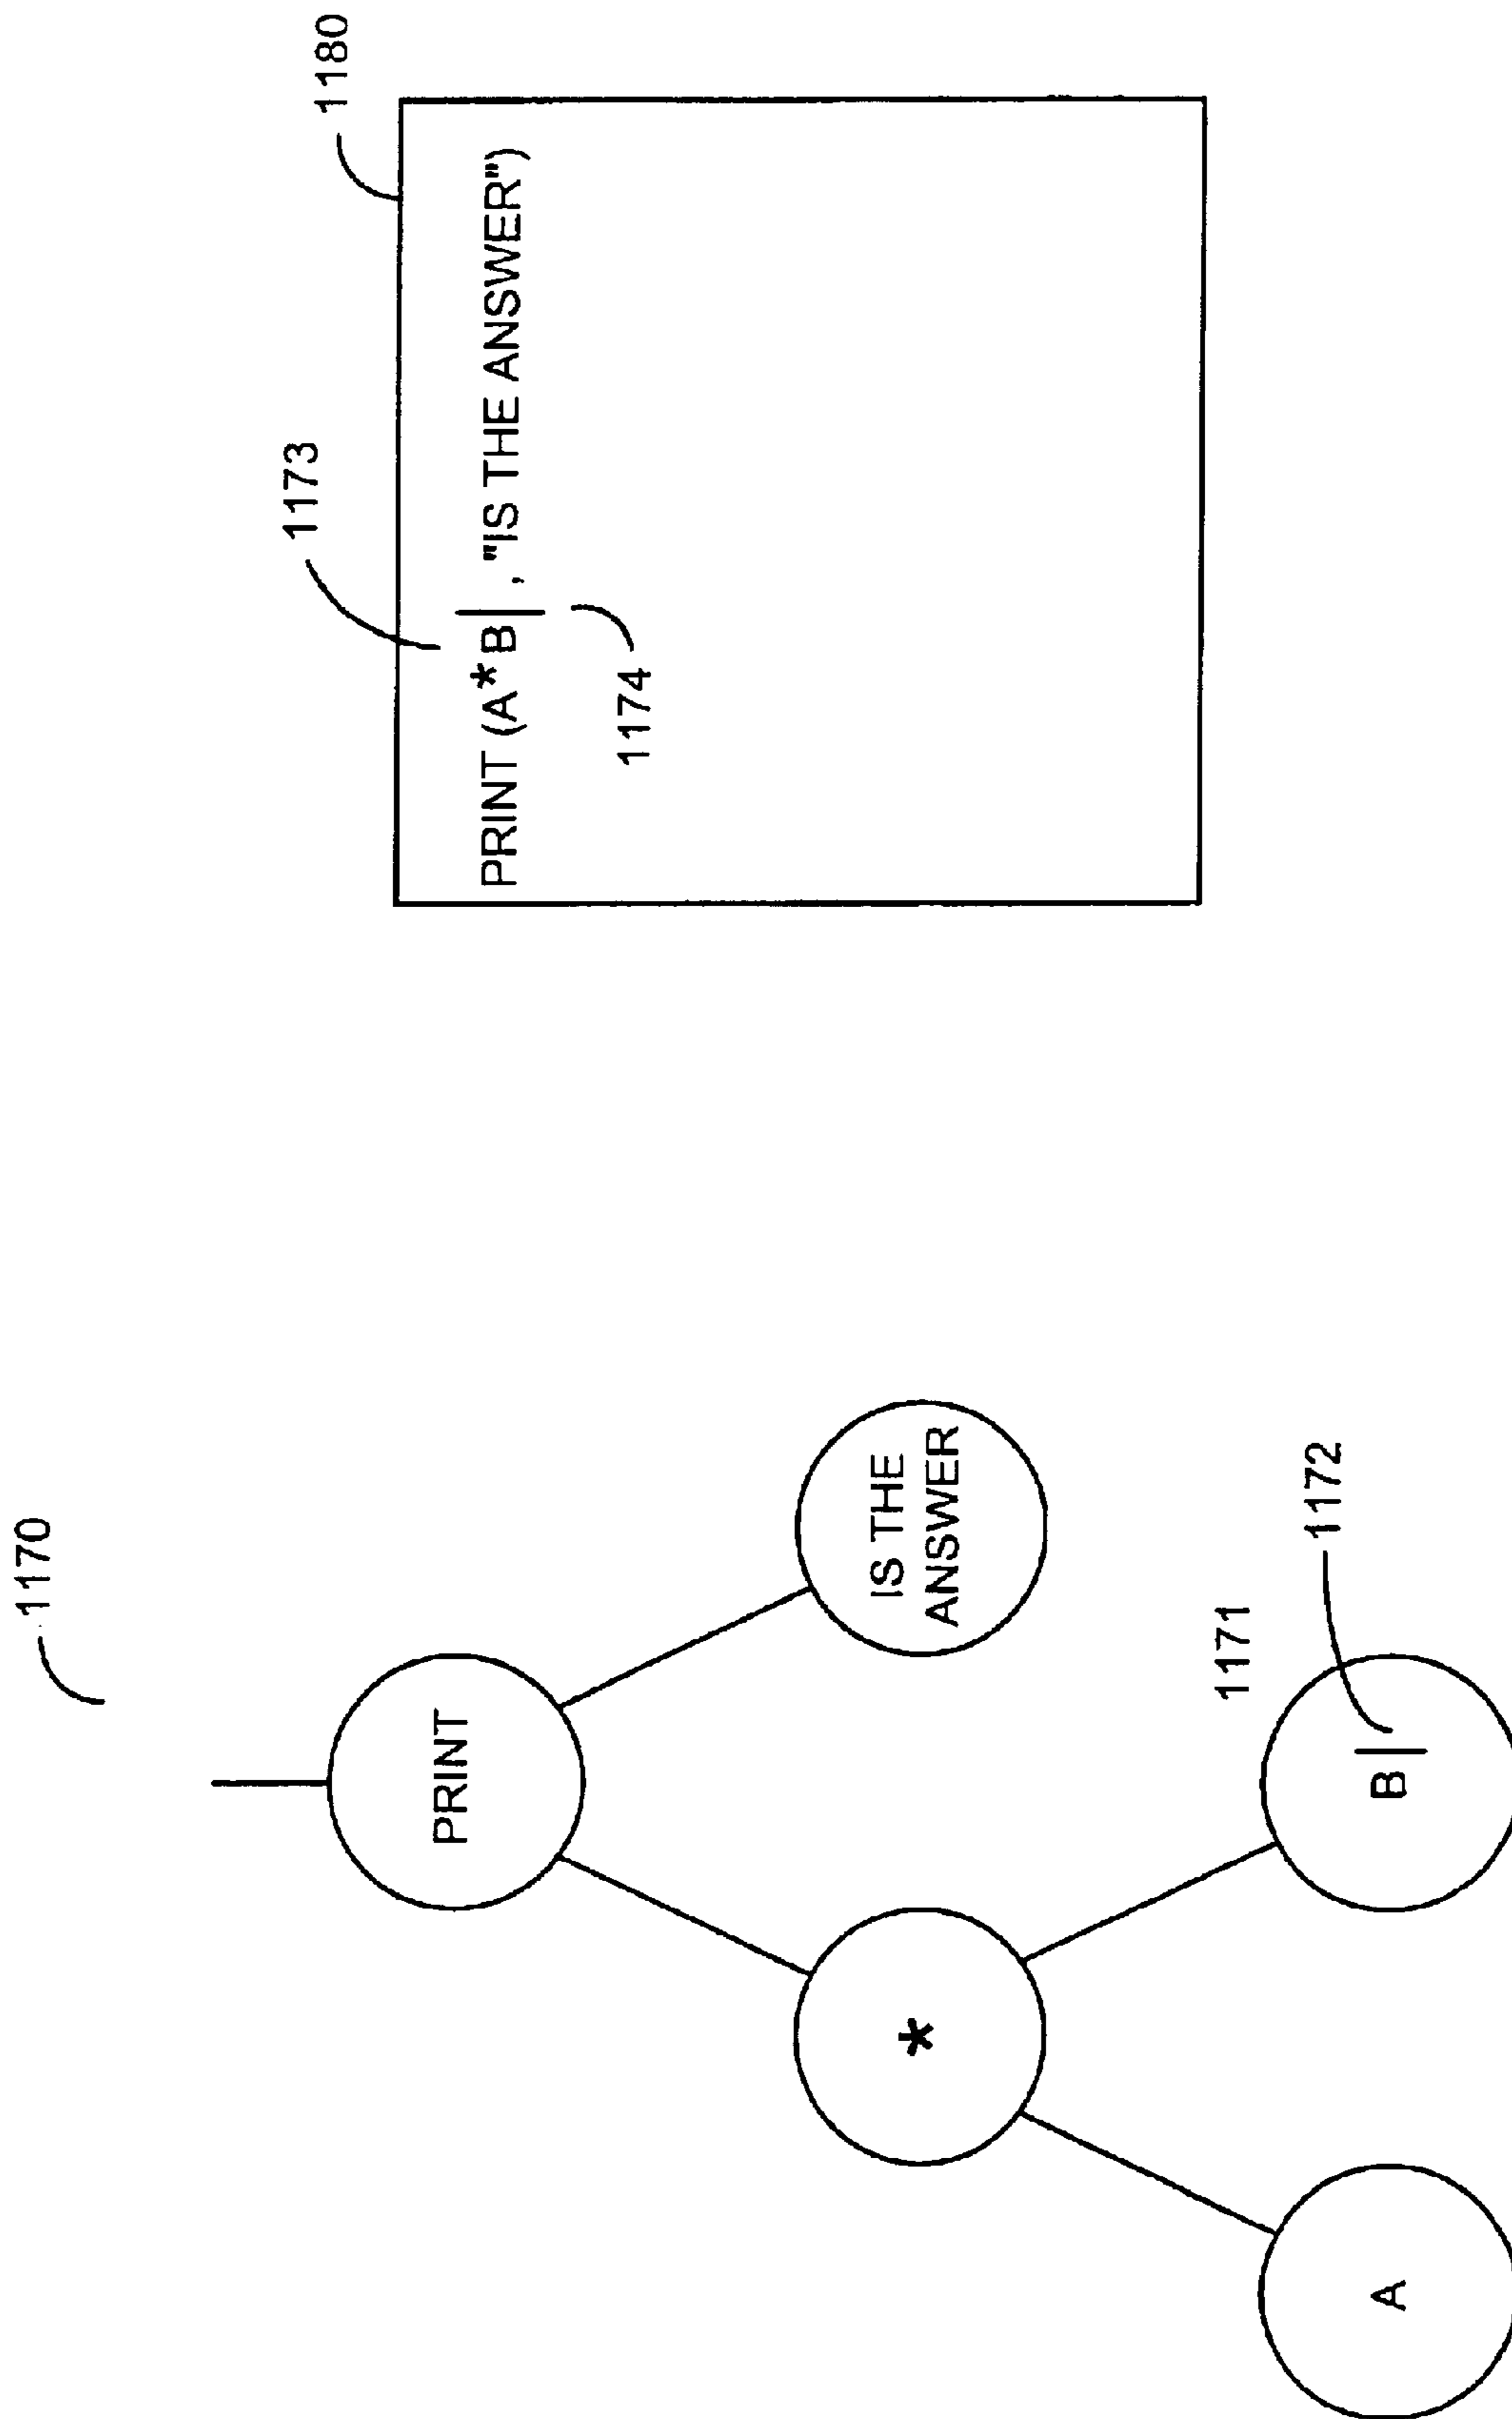 1170
PRINT
*
IS THE
ANSWER
A
1171
B|
1172
1173
1180
PRINT (A*B|, "IS THE ANSWER")
1174